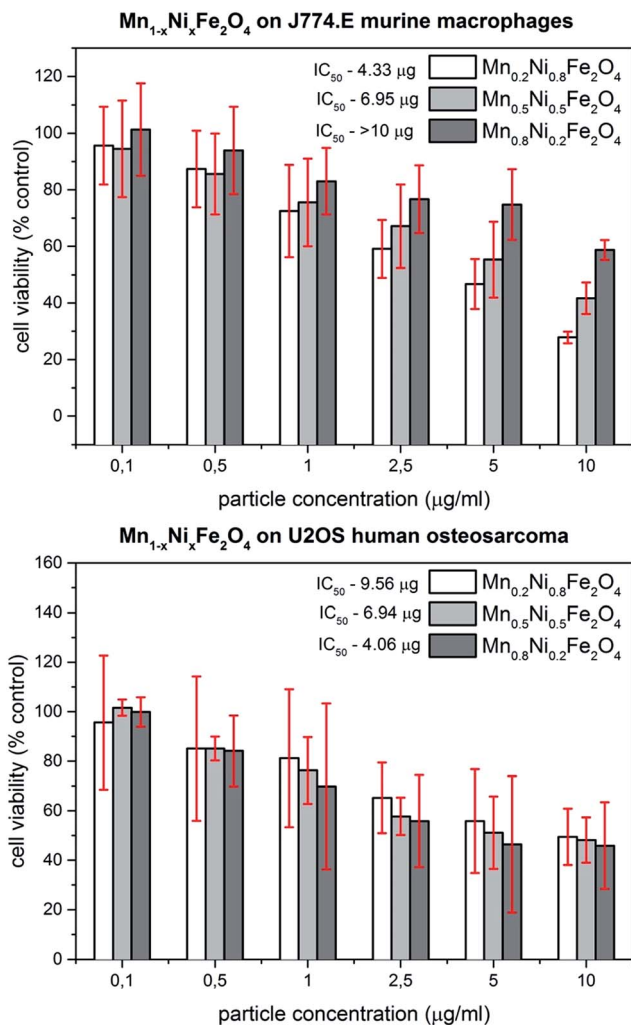 Mn₁₋ₓNiₓFe₂O₄ on J774.E murine macrophages
IC₅₀ - 4.33 μg Mn₀.₂Ni₀.₈Fe₂O₄
IC₅₀ - 6.95 μg Mn₀.₅Ni₀.₅Fe₂O₄
IC₅₀ - >10 μg Mn₀.₈Ni₀.₂Fe₂O₄
cell viability (% control)
120
100
80
60
40
20
0
0,1 0,5 1 2,5 5 10
particle concentration (μg/ml)
Mn₁₋ₓNiₓFe₂O₄ on U2OS human osteosarcoma
IC₅₀ - 9.56 μg Mn₀.₂Ni₀.₈Fe₂O₄
IC₅₀ - 6.94 μg Mn₀.₅Ni₀.₅Fe₂O₄
IC₅₀ - 4.06 μg Mn₀.₈Ni₀.₂Fe₂O₄
cell viability (% control)
160
140
120
100
80
60
40
20
0
0,1 0,5 1 2,5 5 10
particle concentration (μg/ml)